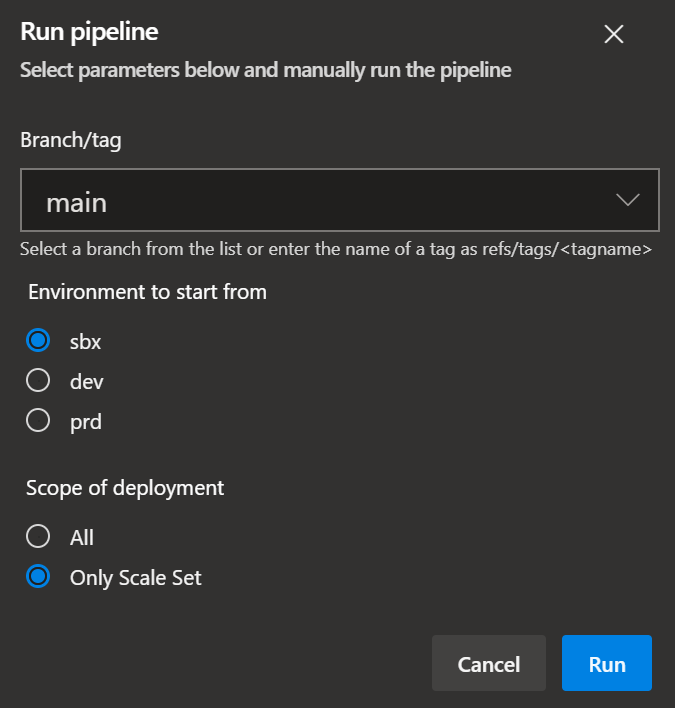 Run pipeline
Select parameters below and manually run the pipeline
Branch/tag
main
Select a branch from the list or enter the name of a tag as refs/tags/<tagname>
Environment to start from
sbx
dev
prd
Scope of deployment
All
Only Scale Set
Cancel
Run